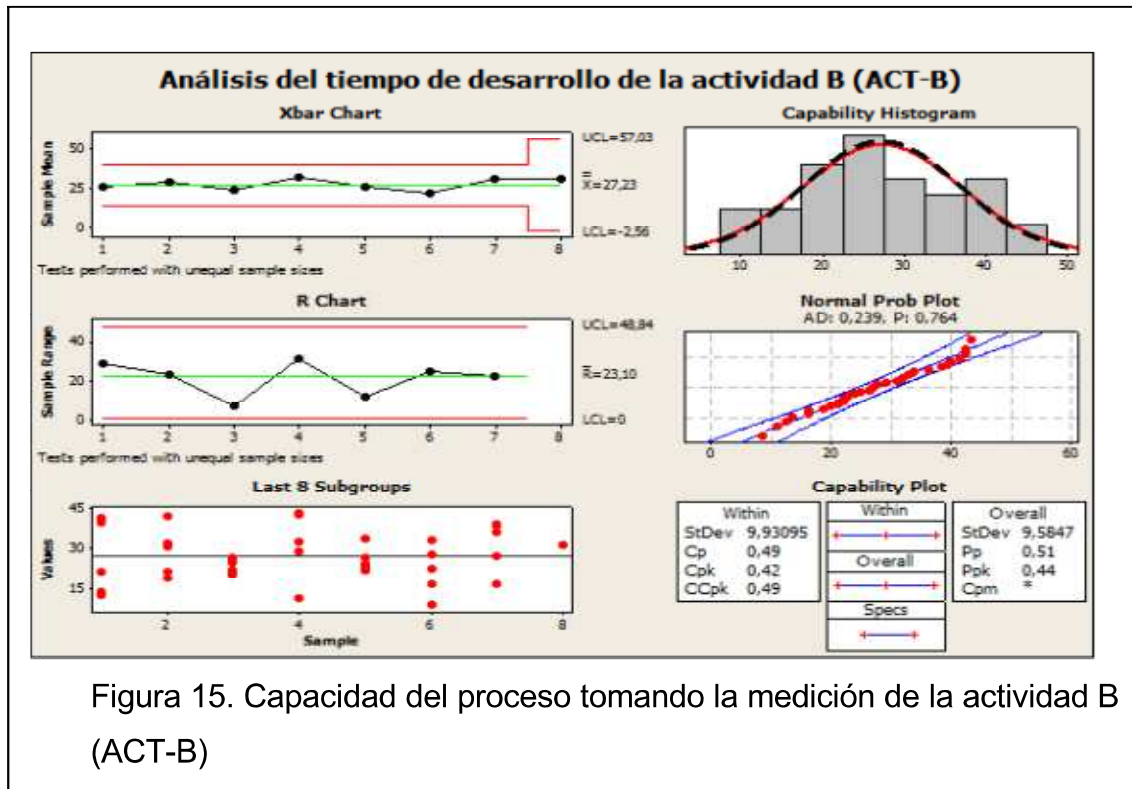 Análisis del tiempo de desarrollo de la actividad B (ACT-B)
Xbar Chart
Sample Mean
50
25
0
UCL=57,03
X=27,23
LCL=-2,56
1 2 3 4 5 6 7 8
Tests performed with unequal sample sizes
R Chart
Sample Range
40
20
0
UCL=48,84
R=23,10
LCL=0
1 2 3 4 5 6 7 8
Tests performed with unequal sample sizes
Last 8 Subgroups
Values
45
30
15
2 4 6 8
Sample
Capability Histogram
10 20 30 40 50
Normal Prob Plot
AD: 0,239, P: 0,764
0 20 40 60
Capability Plot
Within
StDev 9,93095
Cp 0,49
Cpk 0,42
CCpk 0,49
Within
Overall
Specs
Overall
StDev 9,5847
Pp 0,51
Ppk 0,44
Cpm *
Figura 15. Capacidad del proceso tomando la medición de la actividad B
(ACT-B)